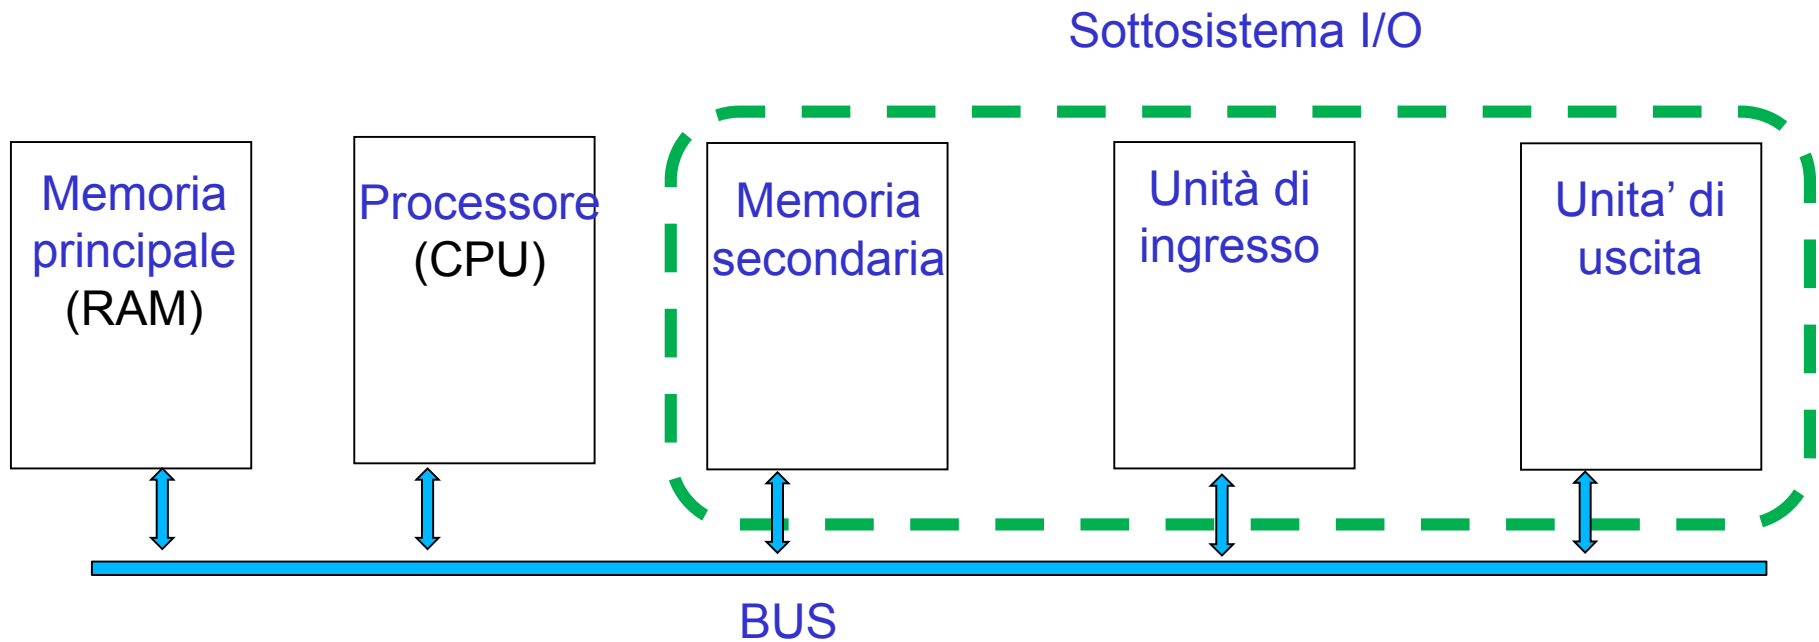 Sottosistema I/O
Memoria
principale
(RAM)
Processore
(CPU)
Memoria
secondaria
Unità di
ingresso
Unita’ di
uscita
BUS